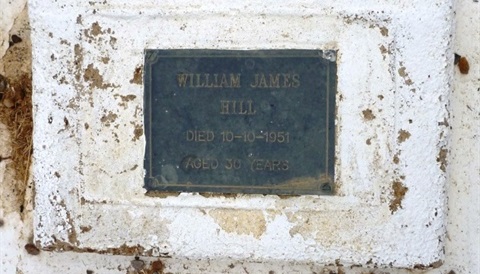 WILLIAM JAMES
HILL
DIED 10-10-1951
AGED 30 YEARS